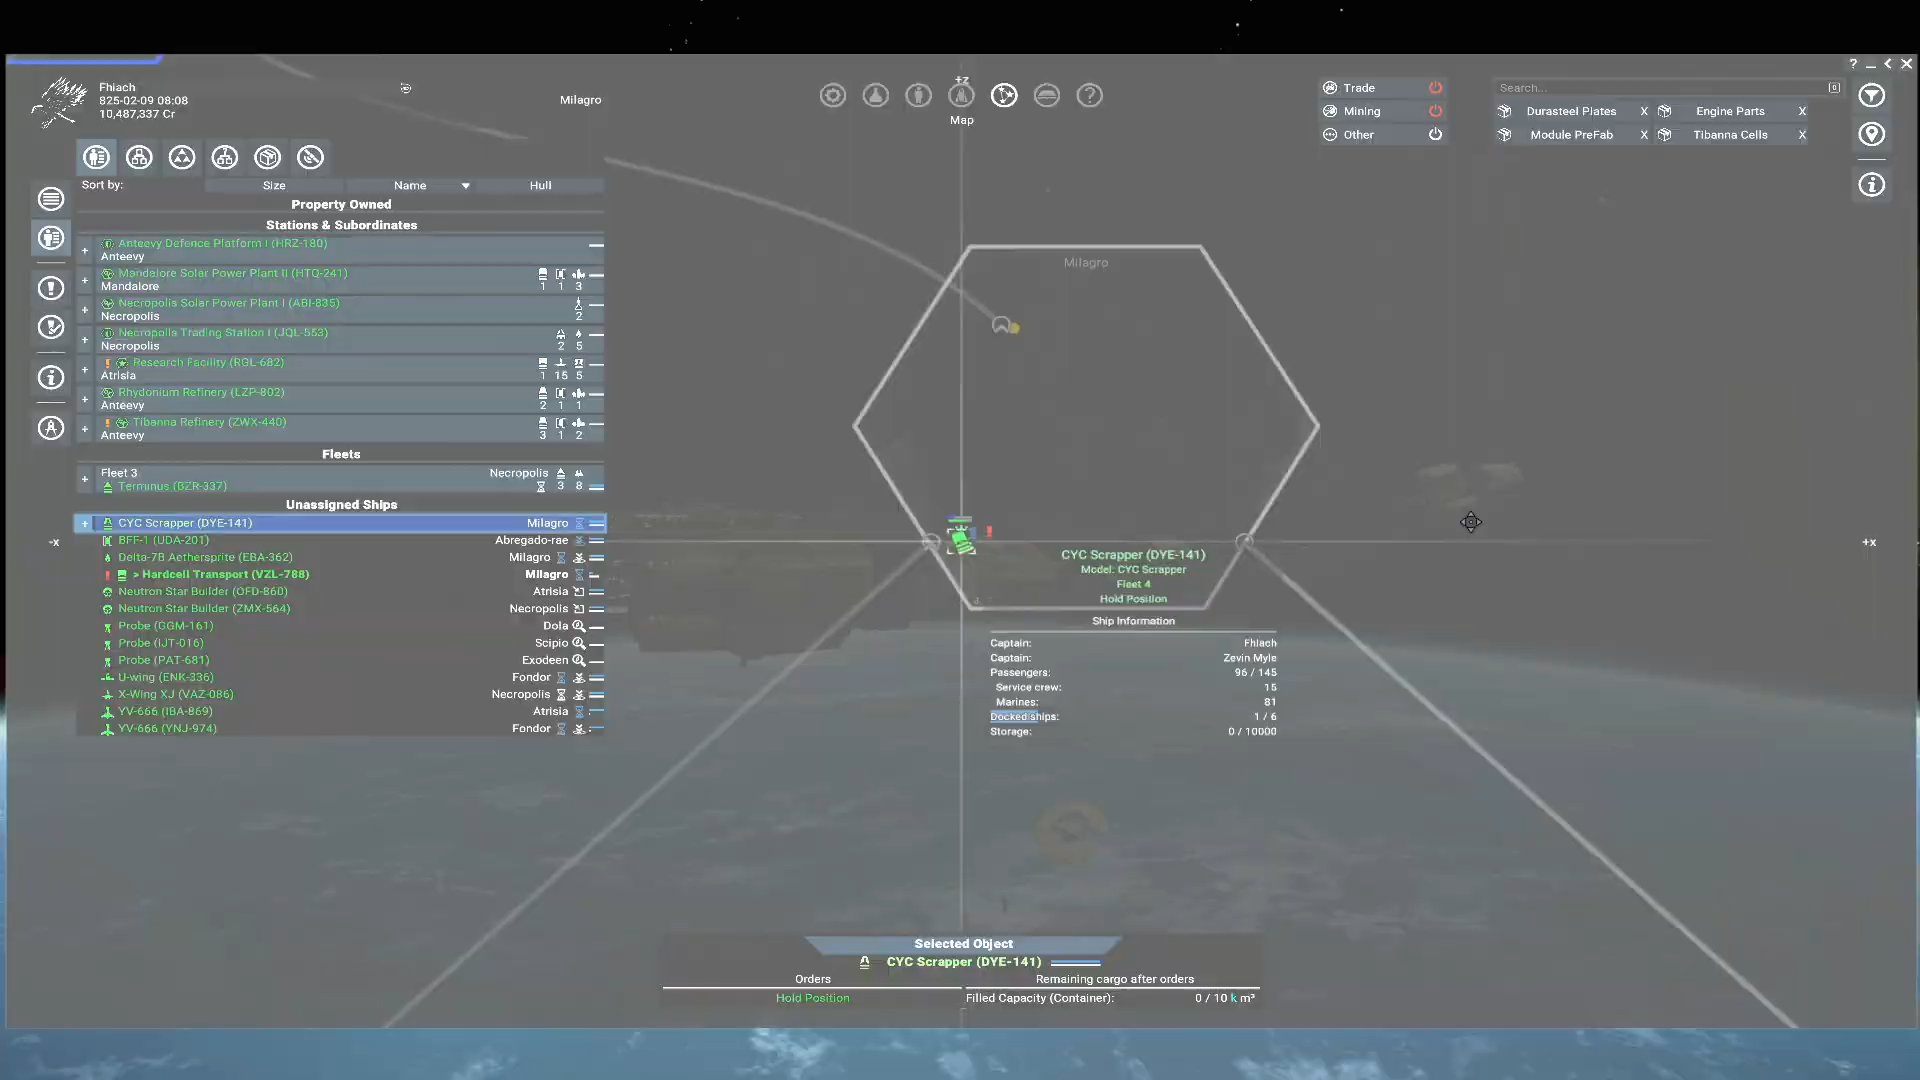 Fhiach
825-02-09 08:08
10,487,337 Cr
Milagro
+z
Map
Trade
Mining
Other
Search...
Durasteel Plates X
Engine Parts X
Module PreFab X
Tibanna Cells X
? _ < X
Sort by: Size Name Hull
Property Owned
Stations & Subordinates
+ Anteevy Defence Platform I (HRZ-180)
Anteevy
+ Mandalore Solar Power Plant II (HTQ-241)
Mandalore 1 1 3
+ Necropolis Solar Power Plant I (ABI-835)
Necropolis 2
+ Necropolis Trading Station I (JQL-553)
Necropolis 2 5
+ ! Research Facility (RGL-682)
Atrisia 1 15 5
+ Rhydonium Refinery (LZP-802)
Anteevy 2 1 1
+ ! Tibanna Refinery (ZWX-440)
Anteevy 3 1 2
Fleets
+ Fleet 3 Necropolis
Terminus (BZR-337) 3 8
Unassigned Ships
+ CYC Scrapper (DYE-141) Milagro
BFF-1 (UDA-201) Abregado-rae
Delta-7B Aethersprite (EBA-362) Milagro
! > Hardcell Transport (VZL-788) Milagro
Neutron Star Builder (OFD-860) Atrisia
Neutron Star Builder (ZMX-564) Necropolis
Probe (CGM-161) Dola
Probe (IJT-016) Scipio
Probe (PAT-681) Exodeen
U-wing (ENK-336) Fondor
X-Wing XJ (VAZ-086) Necropolis
YV-666 (IBA-869) Atrisia
YV-666 (YNJ-974) Fondor
-x
+x
Milagro
CYC Scrapper (DYE-141)
Model: CYC Scrapper
Fleet 4
Hold Position
Ship Information
Captain: Fhiach
Captain: Zevin Myle
Passengers: 96 / 145
Service crew: 15
Marines: 81
Docked ships: 1 / 6
Storage: 0 / 10000
Selected Object
CYC Scrapper (DYE-141)
Orders Remaining cargo after orders
Hold Position Filled Capacity (Container): 0 / 10 k m³